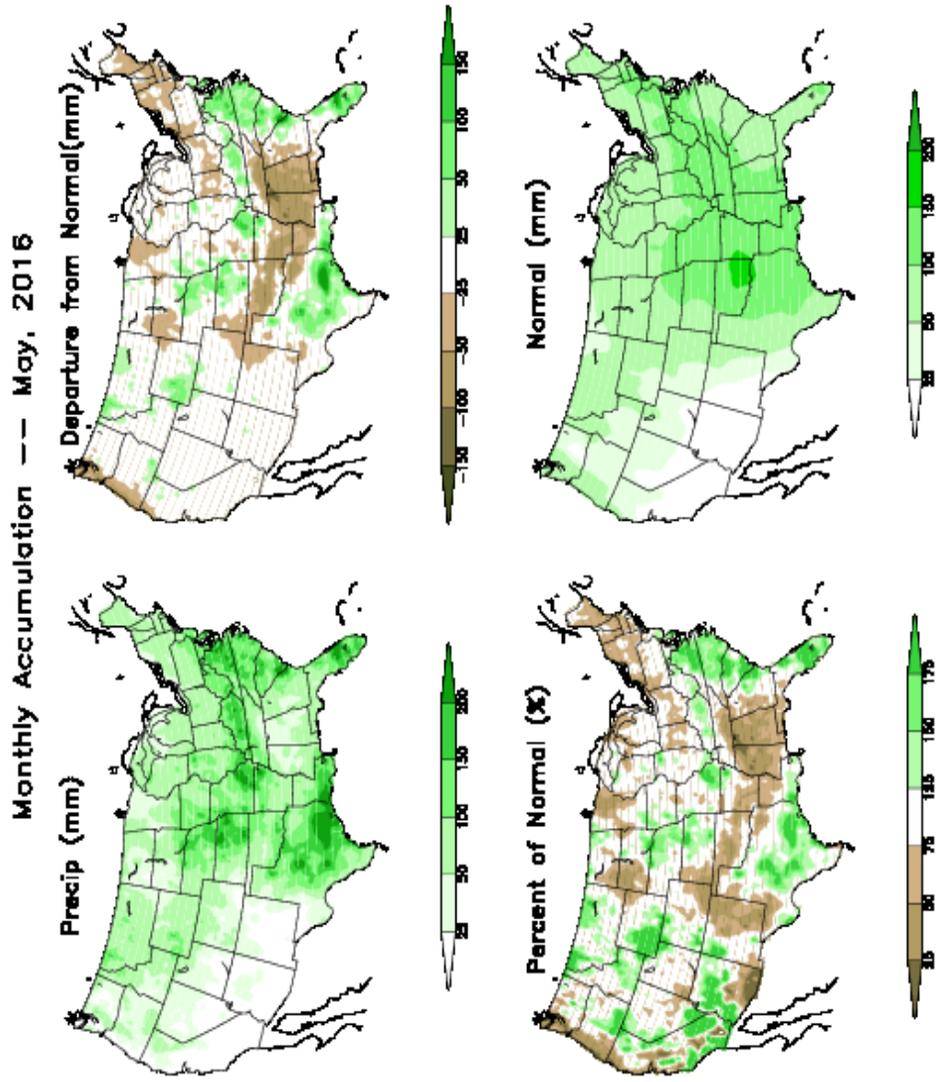 Monthly Accumulation -- May, 2016
Precip (mm)
25 50 100 150 200
Departure from Normal(mm)
-150 -100 -50 -25 25 50 100 150
Percent of Normal (%)
25 50 75 125 150 175
Normal (mm)
25 50 100 150 200